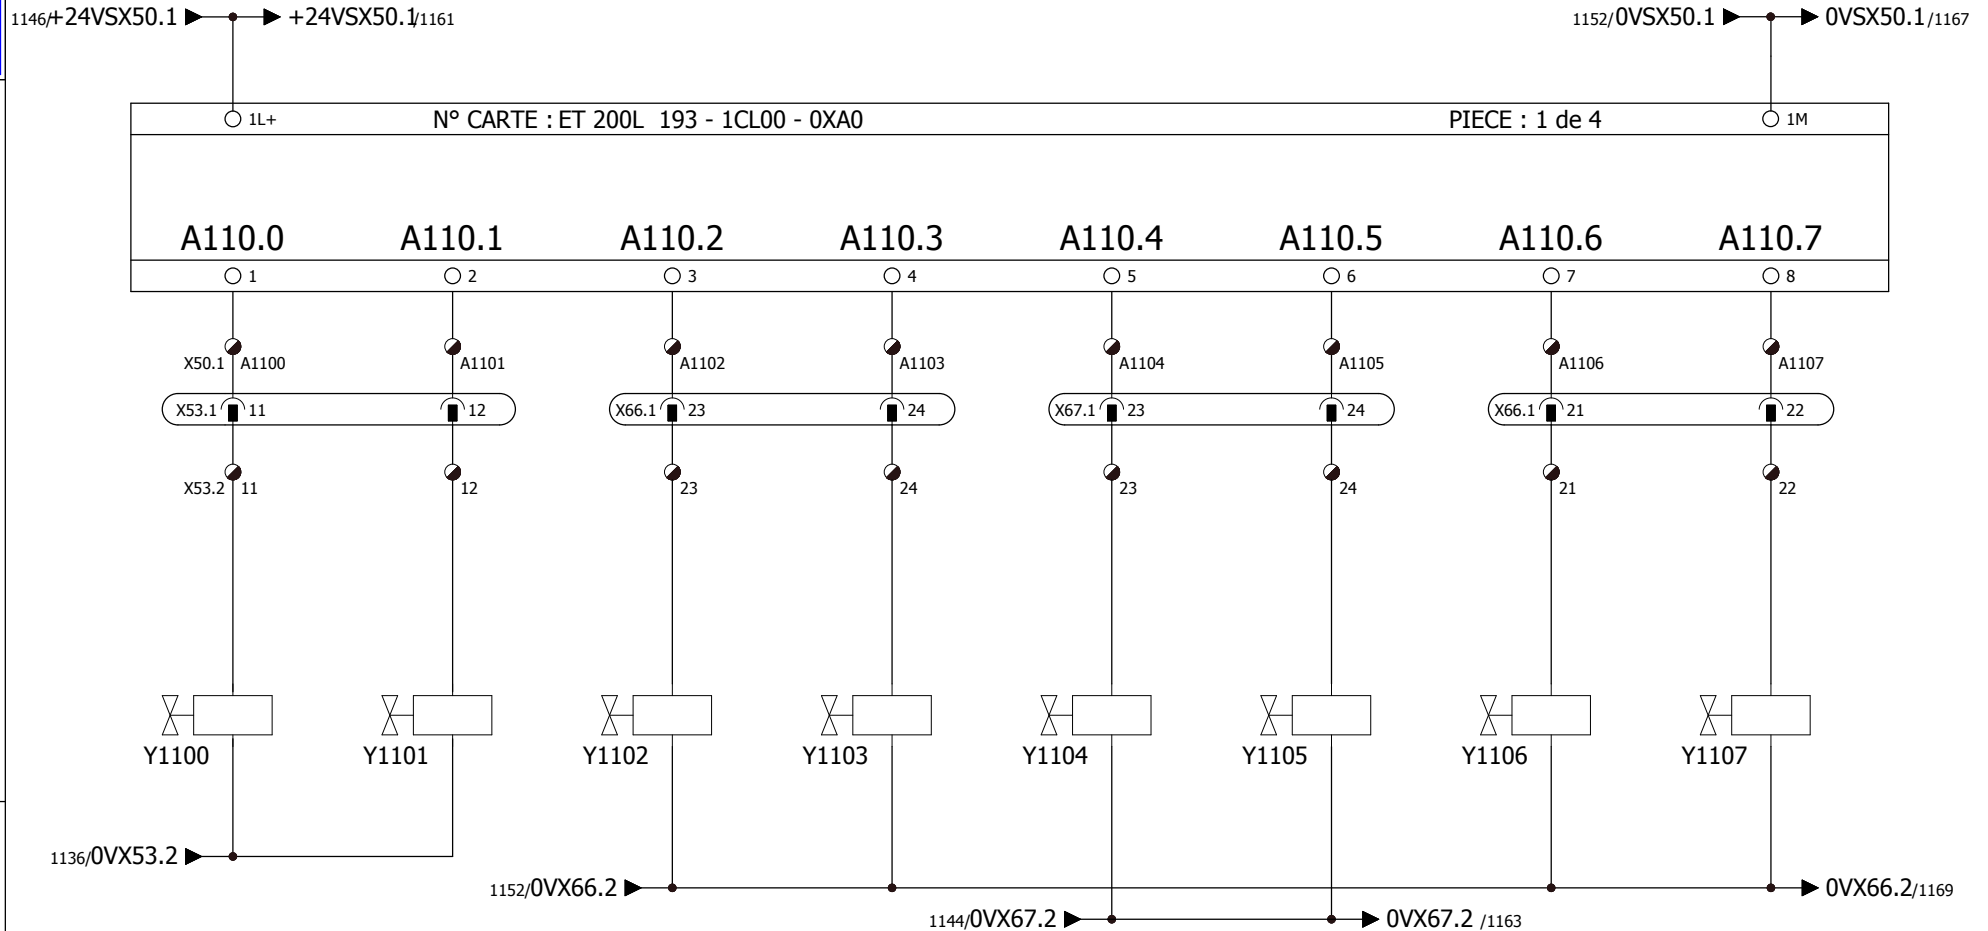 1146/+24VSX50.1 +24VSX50.1/1161 1152/0VSX50.1 0VSX50.1/1167
1L+ N° CARTE : ET 200L 193 - 1CL00 - 0XA0 PIECE : 1 de 4 1M
A110.0 A110.1 A110.2 A110.3 A110.4 A110.5 A110.6 A110.7
1 2 3 4 5 6 7 8
X50.1 A1100 A1101 A1102 A1103 A1104 A1105 A1106 A1107
X53.1 11 12 X66.1 23 24 X67.1 23 24 X66.1 21 22
X53.2 11 12 23 24 23 24 21 22
Y1100 Y1101 Y1102 Y1103 Y1104 Y1105 Y1106 Y1107
1136/0VX53.2
1152/0VX66.2 0VX66.2/1169
1144/0VX67.2 0VX67.2 /1163